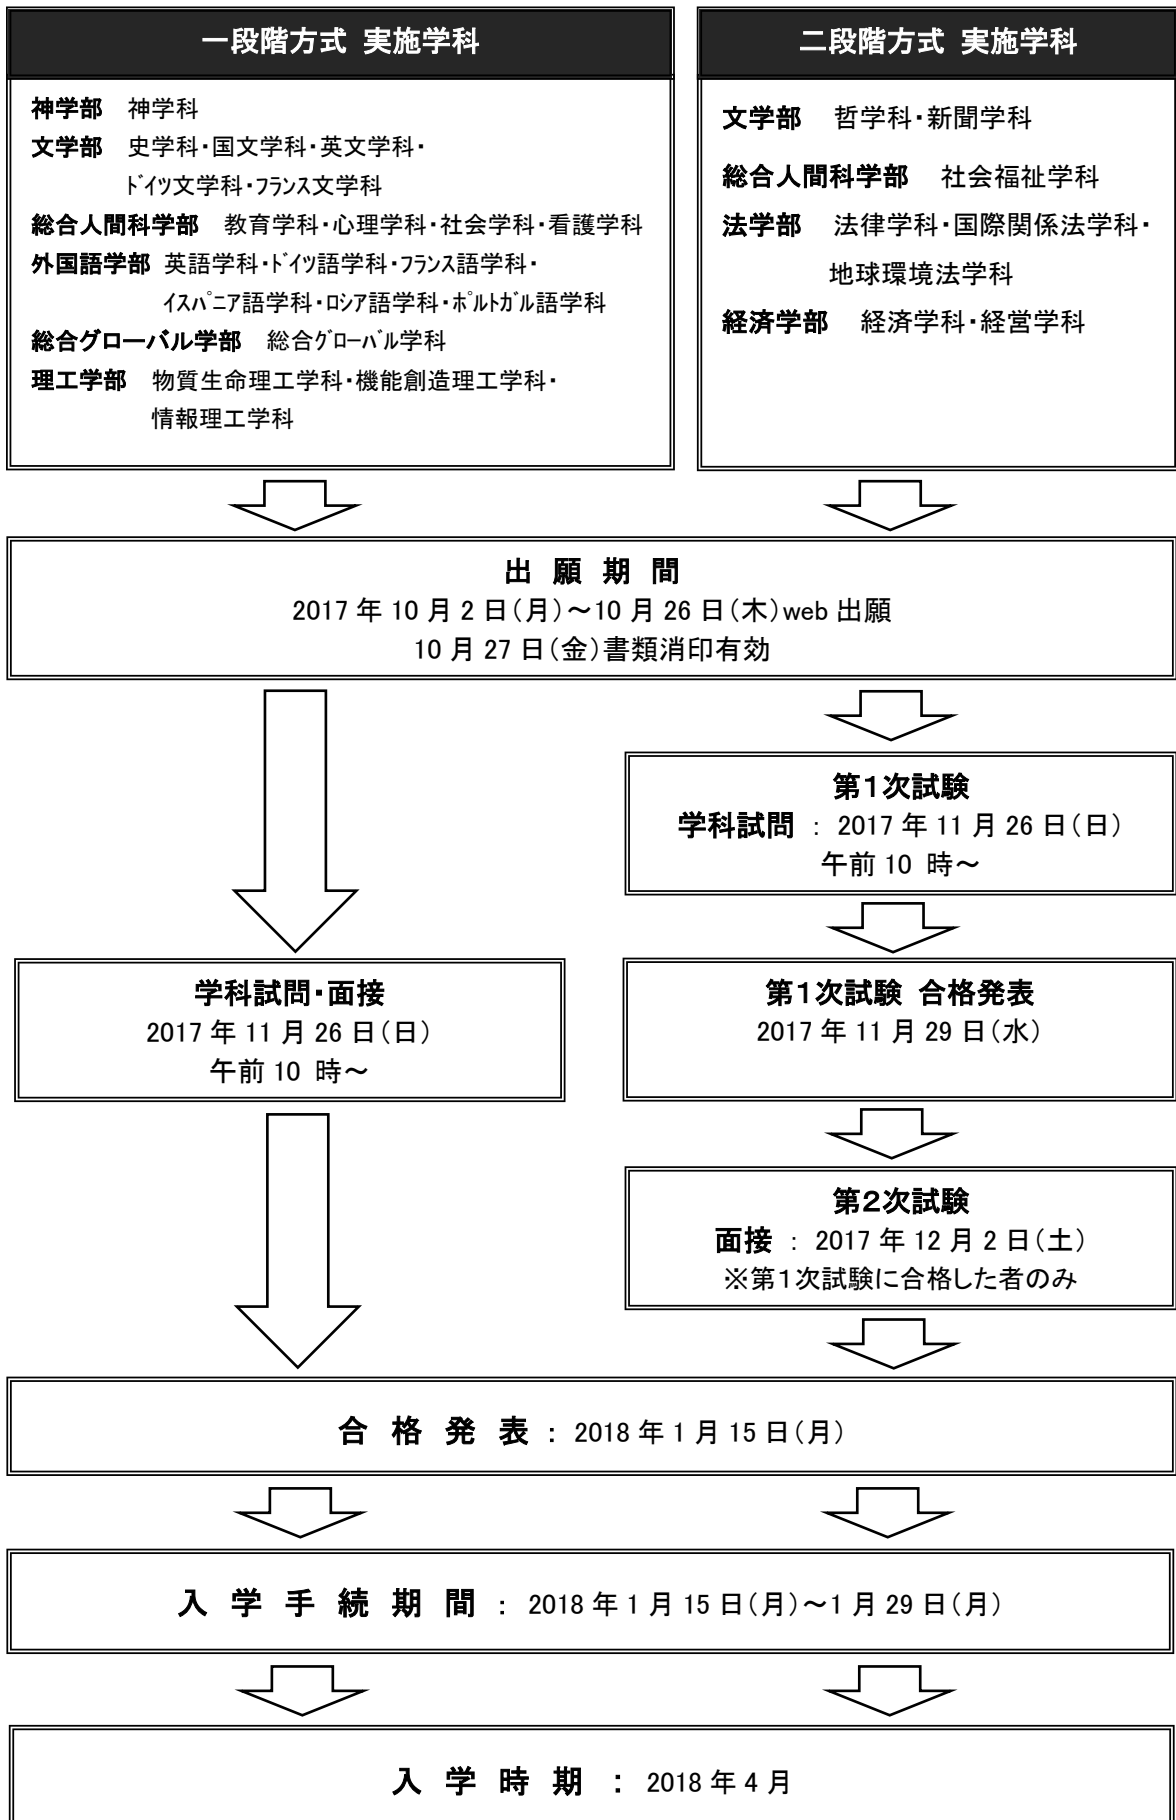 一段階方式 実施学科
神学部 神学科
文学部 史学科・国文学科・英文学科・
ﾄﾞｲﾂ文学科・ﾌﾗﾝｽ文学科
総合人間科学部 教育学科・心理学科・社会学科・看護学科
外国語学部 英語学科・ﾄﾞｲﾂ語学科・ﾌﾗﾝｽ語学科・
ｲｽﾊﾟﾆｱ語学科・ﾛｼｱ語学科・ﾎﾟﾙﾄｶﾞﾙ語学科
総合グローバル学部 総合ｸﾞﾛｰﾊﾞﾙ学科
理工学部 物質生命理工学科・機能創造理工学科・
情報理工学科
二段階方式 実施学科
文学部 哲学科・新聞学科
総合人間科学部 社会福祉学科
法学部 法律学科・国際関係法学科・
地球環境法学科
経済学部 経済学科・経営学科
出 願 期 間
2017 年 10 月 2 日（月）～10 月 26 日（木）web 出願
10 月 27 日（金）書類消印有効
第１次試験
学科試問 ： 2017 年 11 月 26 日（日）
午前 10 時～
学科試問・面接
2017 年 11 月 26 日（日）
午前 10 時～
第１次試験 合格発表
2017 年 11 月 29 日（水）
第２次試験
面接 ： 2017 年 12 月 2 日（土）
※第１次試験に合格した者のみ
合 格 発 表 ： 2018 年 1 月 15 日（月）
入 学 手 続 期 間 ： 2018 年 1 月 15 日（月）～1 月 29 日（月）
入 学 時 期 ： 2018 年 4 月